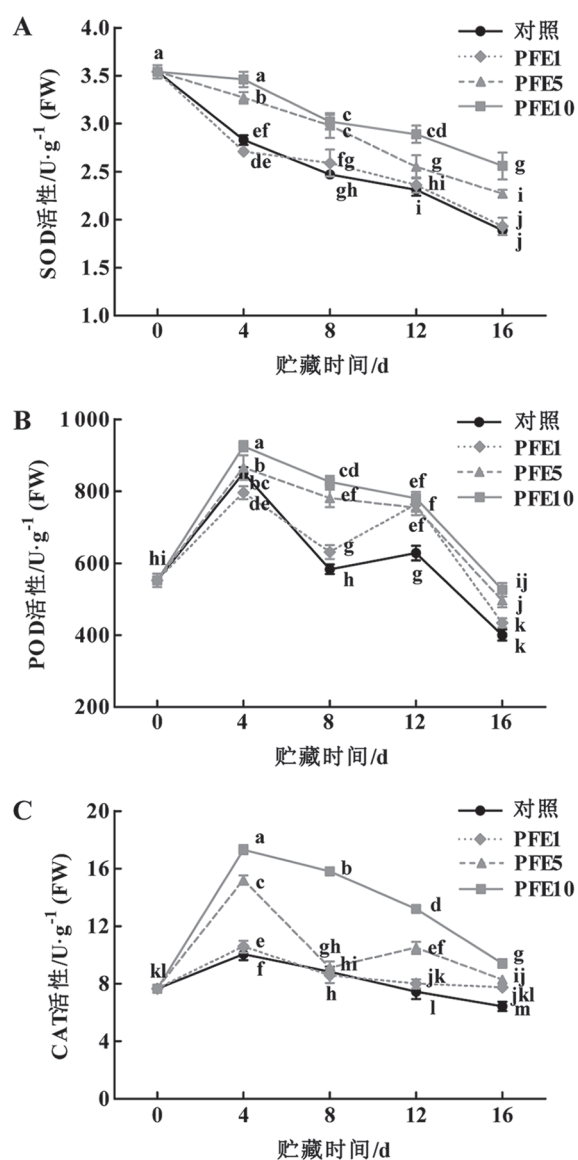 A
对照
PFE1
PFE5
PFE10
SOD活性/U·g⁻¹ (FW)
4.0
3.5
3.0
2.5
2.0
1.5
1.0
a
a
b
ef
de
c
c
fg
gh
cd
g
hi
i
g
i
j
j
0 4 8 12 16
贮藏时间/d
B
对照
PFE1
PFE5
PFE10
POD活性/U·g⁻¹ (FW)
1 000
800
600
400
200
hi
a
b
bc
de
cd
ef
g
h
ef
f
ef
g
ij
j
k
k
0 4 8 12 16
贮藏时间/d
C
对照
PFE1
PFE5
PFE10
CAT活性/U·g⁻¹ (FW)
20
16
12
8
4
0
kl
a
c
e
f
b
gh
hi
h
d
ef
jk
l
g
ij
jkl
m
0 4 8 12 16
贮藏时间/d